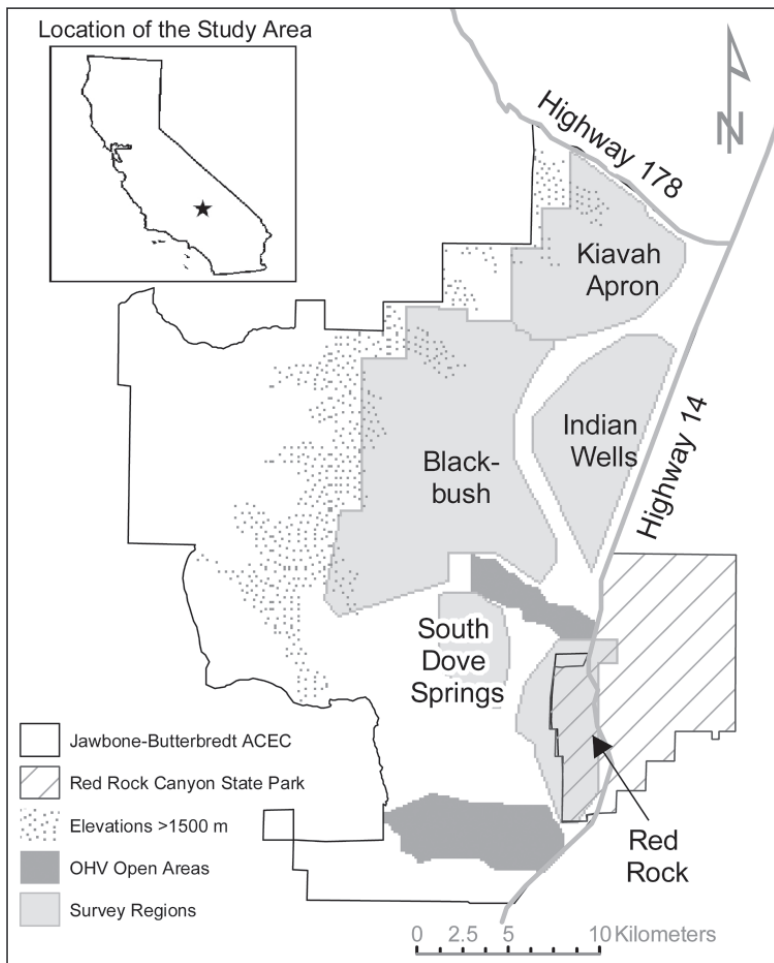 Location of the Study Area
N
Highway 178
Kiavah
Apron
Indian
Wells
Highway 14
Black-
bush
South
Dove
Springs
Red
Rock
Jawbone-Butterbredt ACEC
Red Rock Canyon State Park
Elevations >1500 m
OHV Open Areas
Survey Regions
0 2.5 5 10 Kilometers